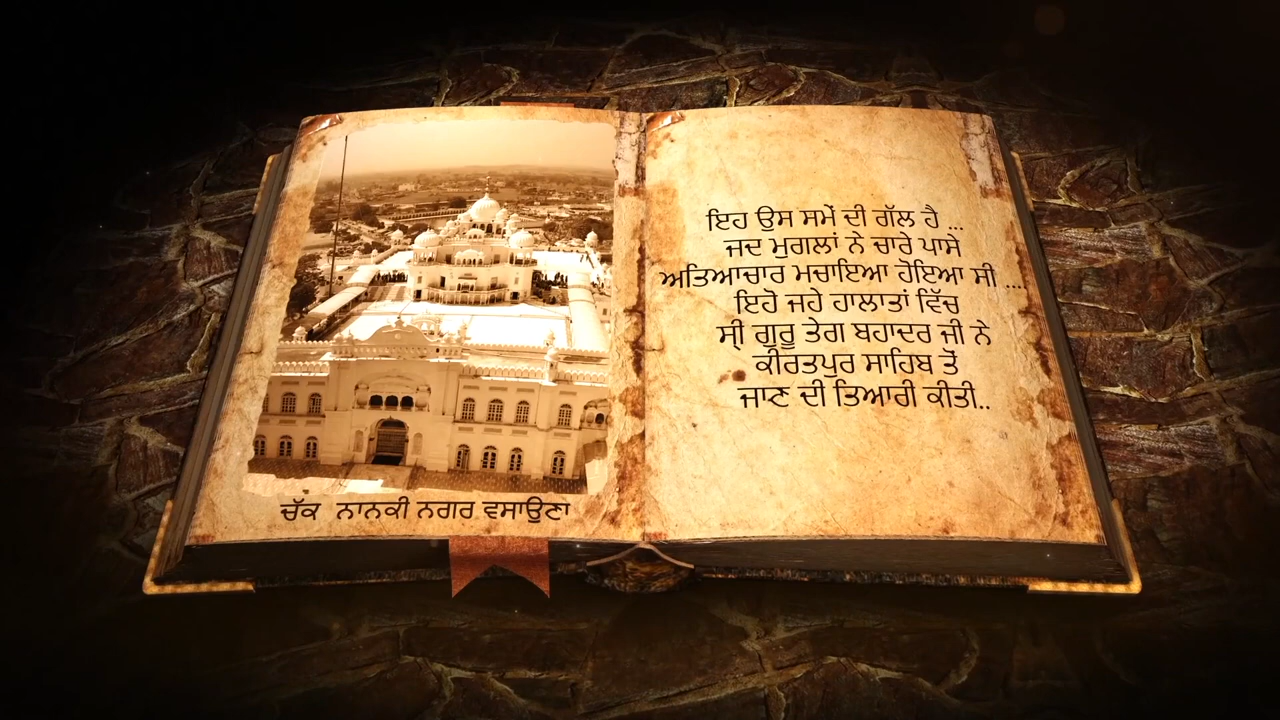 ਚੱਕ ਨਾਨਕੀ ਨਗਰ ਵਸਾਉਣਾ
ਇਹ ਉਸ ਸਮੇਂ ਦੀ ਗੱਲ ਹੈ ...
ਜਦ ਮੁਗਲਾਂ ਨੇ ਚਾਰੇ ਪਾਸੇ
ਅਤਿਆਚਾਰ ਮਚਾਇਆ ਹੋਇਆ ਸੀ ...
ਇਹੋ ਜਹੇ ਹਾਲਾਤਾਂ ਵਿੱਚ
ਸ੍ਰੀ ਗੁਰੂ ਤੇਗ ਬਹਾਦਰ ਜੀ ਨੇ
ਕੀਰਤਪੁਰ ਸਾਹਿਬ ਤੋਂ
ਜਾਣ ਦੀ ਤਿਆਰੀ ਕੀਤੀ..